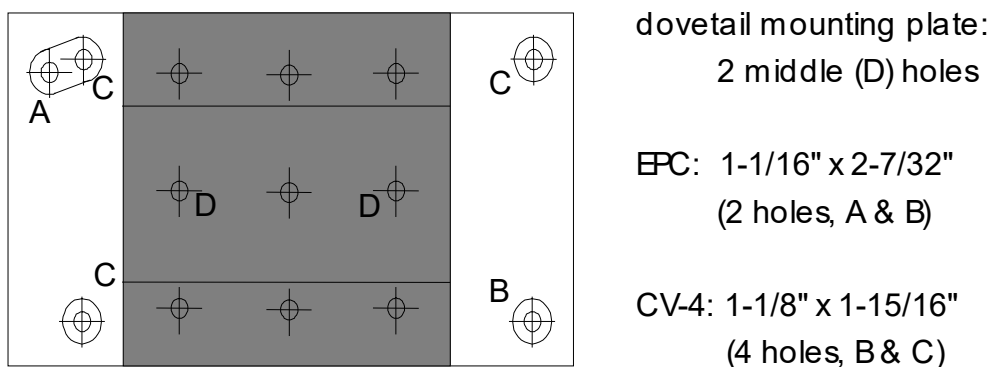 A
C
C
D
D
C
B
dovetail mounting plate:
2 middle (D) holes
EPC: 1-1/16" x 2-7/32"
(2 holes, A & B)
CV-4: 1-1/8" x 1-15/16"
(4 holes, B & C)